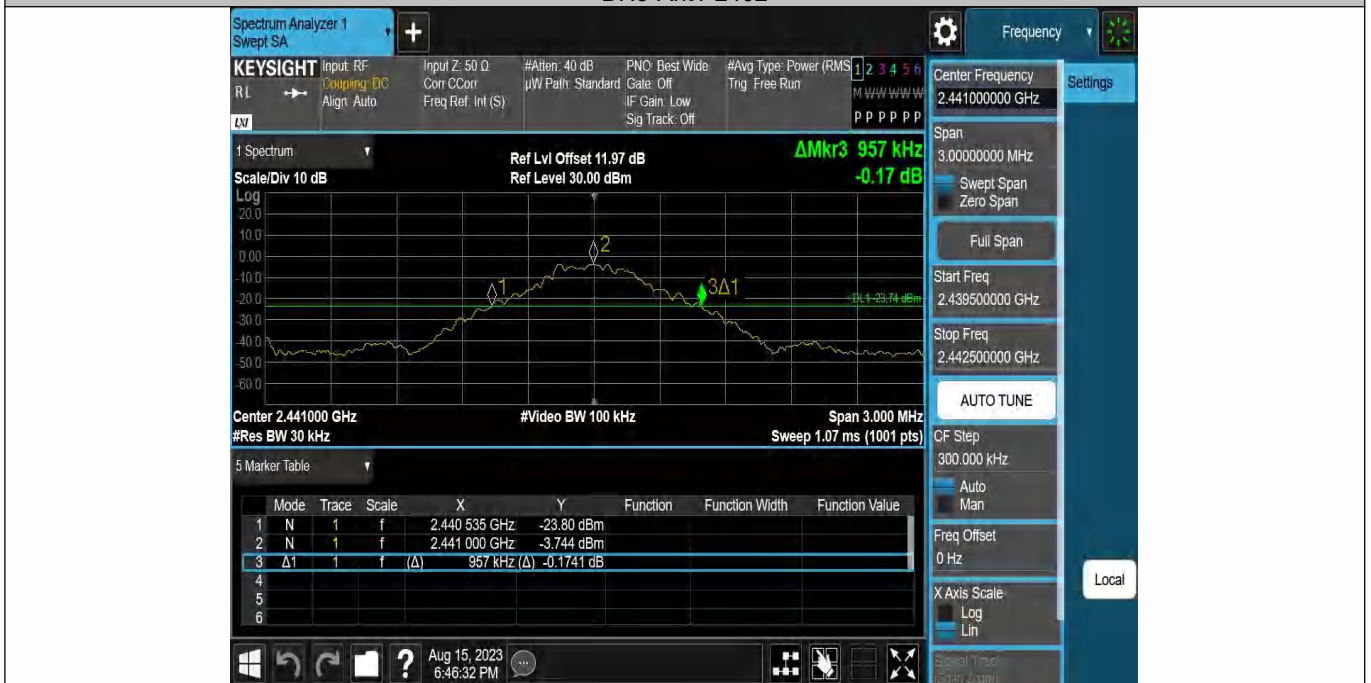 Spectrum Analyzer 1
Swept SA
+
Frequency
KEYSIGHT
RL
LXI
Input: RF
Coupling: DC
Align: Auto
Input Z: 50 Ω
Corr CCorr
Freq Ref: Int (S)
#Atten: 40 dB
µW Path: Standard
PNO: Best Wide
Gate: Off
IF Gain: Low
Sig Track: Off
#Avg Type: Power (RMS
Trig: Free Run
1 2 3 4 5 6
M W W W W W
P P P P P P
1 Spectrum
Scale/Div 10 dB
Ref Lvl Offset 11.97 dB
Ref Level 30.00 dBm
ΔMkr3 957 kHz
-0.17 dB
Log
20.0
10.0
0.00
-10.0
-20.0
-30.0
-40.0
-50.0
-60.0
1
2
3Δ1
DL1 -23.74 dBm
Center 2.441000 GHz
#Video BW 100 kHz
Span 3.000 MHz
#Res BW 30 kHz
Sweep 1.07 ms (1001 pts)
5 Marker Table
Mode Trace Scale X Y Function Function Width Function Value
1 N 1 f 2.440 535 GHz -23.80 dBm
2 N 1 f 2.441 000 GHz -3.744 dBm
3 Δ1 1 f (Δ) 957 kHz (Δ) -0.1741 dB
4
5
6
Aug 15, 2023
6:46:32 PM
Center Frequency
2.441000000 GHz
Settings
Span
3.00000000 MHz
Swept Span
Zero Span
Full Span
Start Freq
2.439500000 GHz
Stop Freq
2.442500000 GHz
AUTO TUNE
CF Step
300.000 kHz
Auto
Man
Freq Offset
0 Hz
X Axis Scale
Log
Lin
Local
Signal Track
(Span Zoom)